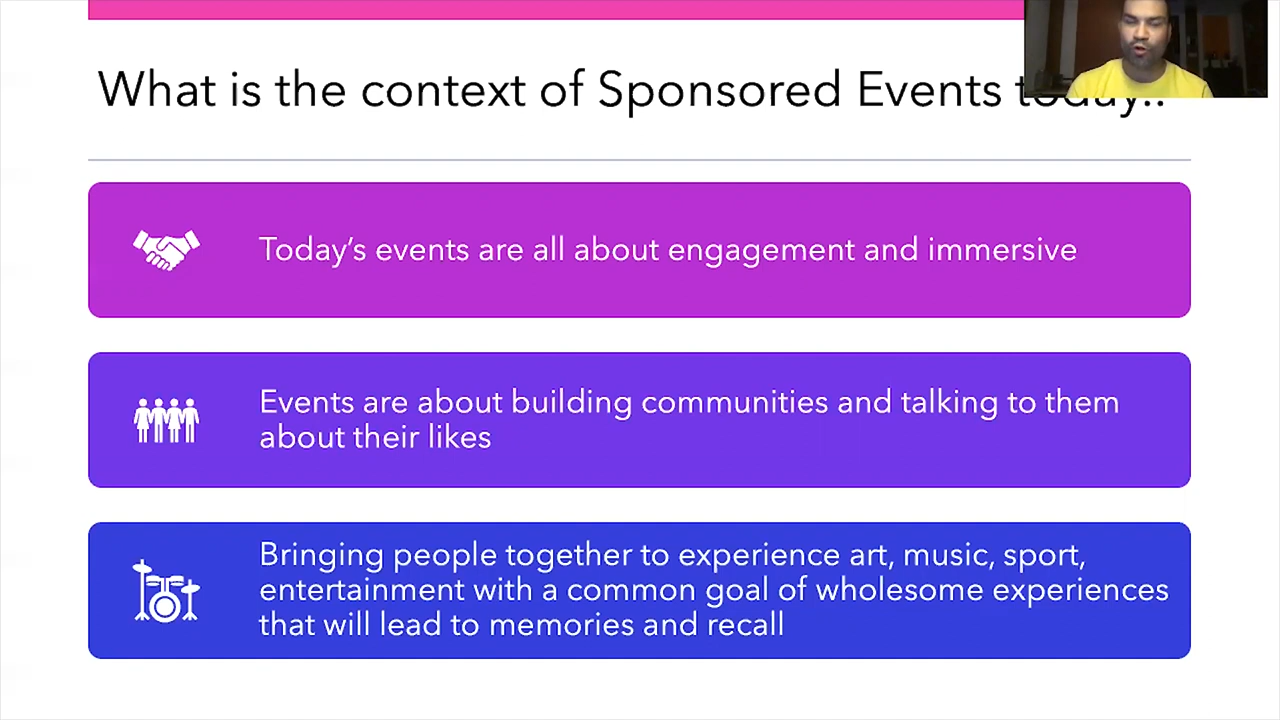 What is the context of Sponsored Events today..
Today’s events are all about engagement and immersive
Events are about building communities and talking to them
about their likes
Bringing people together to experience art, music, sport,
entertainment with a common goal of wholesome experiences
that will lead to memories and recall